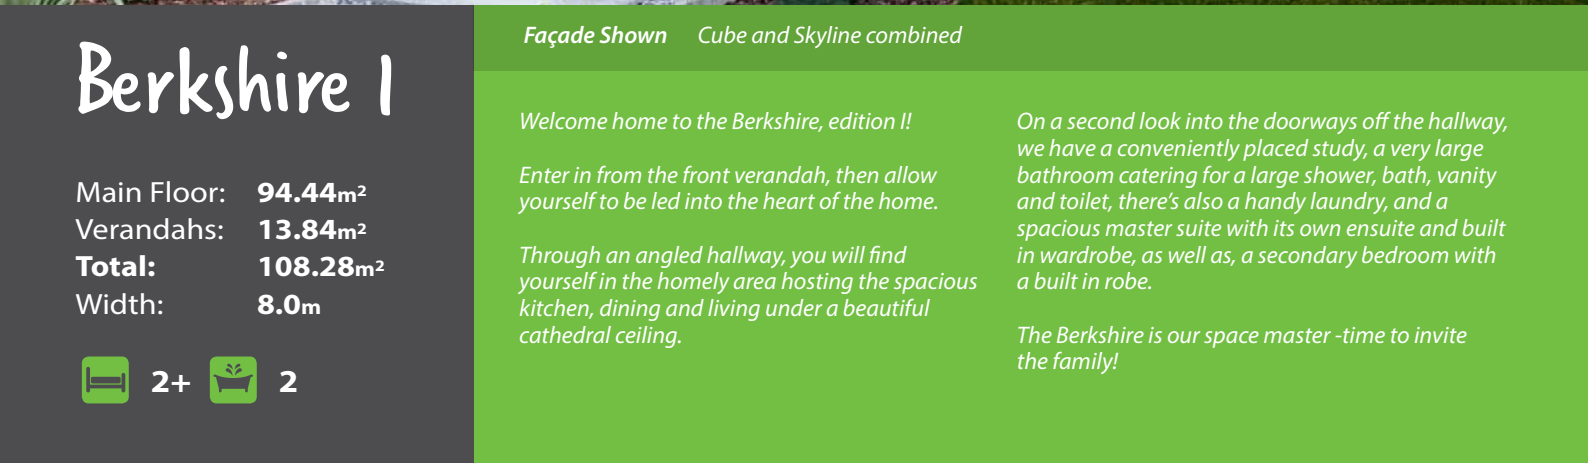 Berkshire I
Main Floor: 94.44m²
Verandahs: 13.84m²
Total: 108.28m²
Width: 8.0m
2+ 2
Façade Shown Cube and Skyline combined
Welcome home to the Berkshire, edition I!
Enter in from the front verandah, then allow
yourself to be led into the heart of the home.
Through an angled hallway, you will find
yourself in the homely area hosting the spacious
kitchen, dining and living under a beautiful
cathedral ceiling.
On a second look into the doorways off the hallway,
we have a conveniently placed study, a very large
bathroom catering for a large shower, bath, vanity
and toilet, there's also a handy laundry, and a
spacious master suite with its own ensuite and built
in wardrobe, as well as, a secondary bedroom with
a built in robe.
The Berkshire is our space master -time to invite
the family!